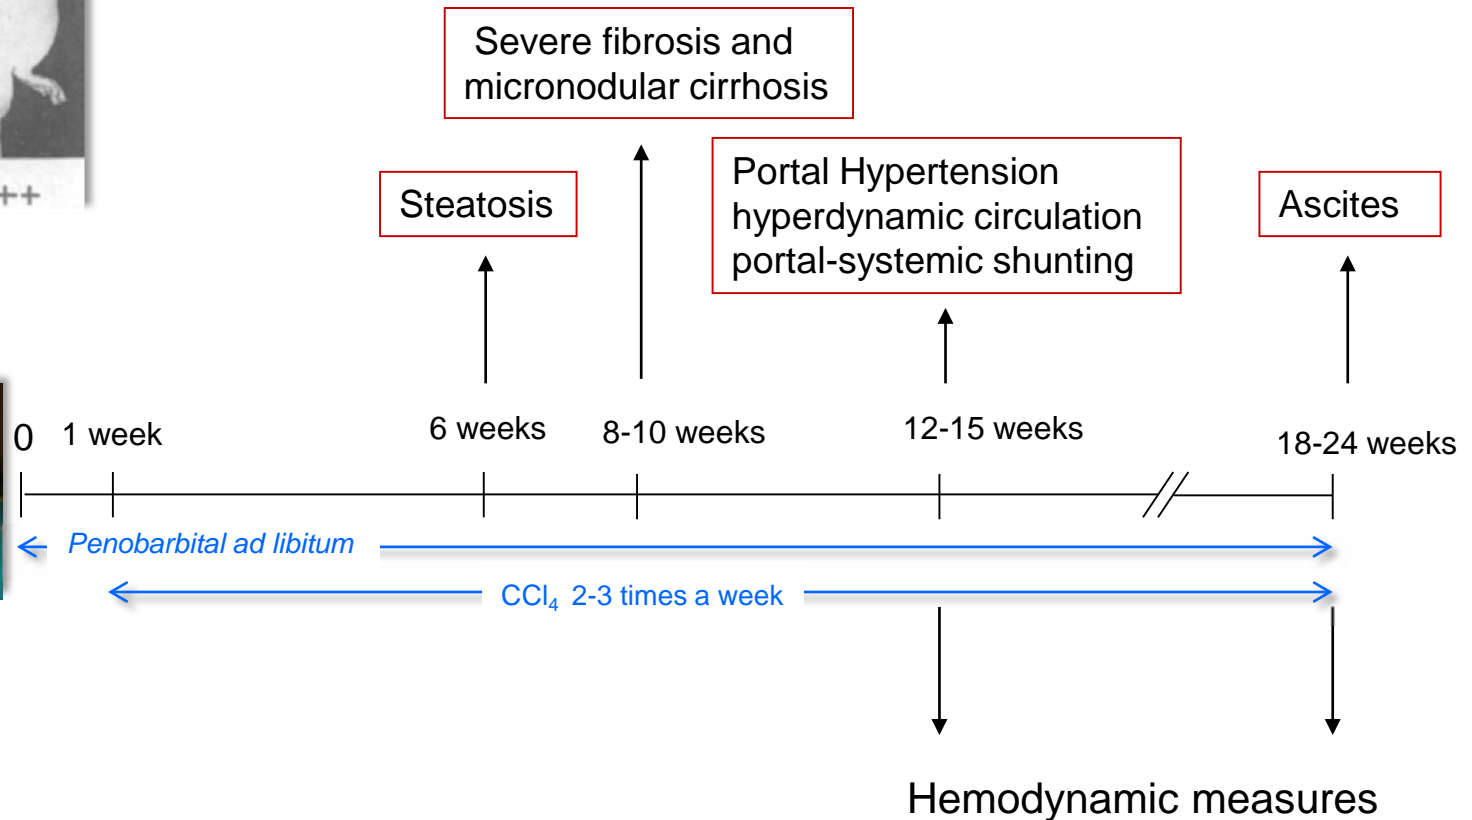 Severe fibrosis and
micronodular cirrhosis
++
Steatosis
Portal Hypertension
hyperdynamic circulation
portal-systemic shunting
Ascites
0
1 week
6 weeks
8-10 weeks
12-15 weeks
18-24 weeks
Penobarbital ad libitum
CCl₄ 2-3 times a week
Hemodynamic measures